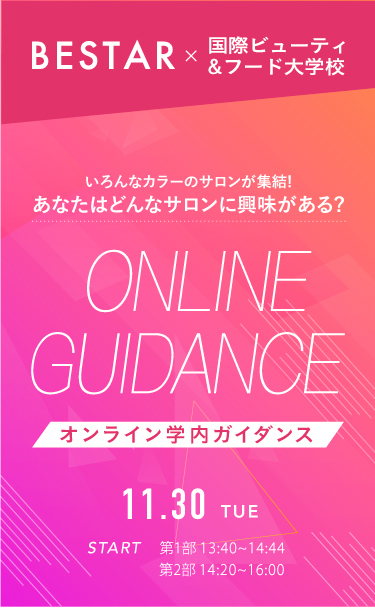 BESTAR × 国際ビューティ
&フード大学校
いろんなカラーのサロンが集結!
あなたはどんなサロンに興味がある?
ONLINE
GUIDANCE
オンライン学内ガイダンス
11.30 TUE
START 第1部 13:40~14:44
第2部 14:20~16:00